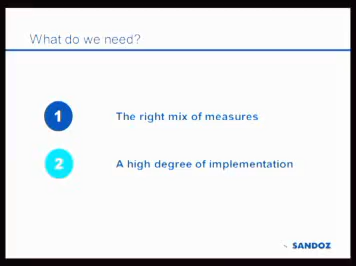 What do we need?
1
The right mix of measures
2
A high degree of implementation
SANDOZ